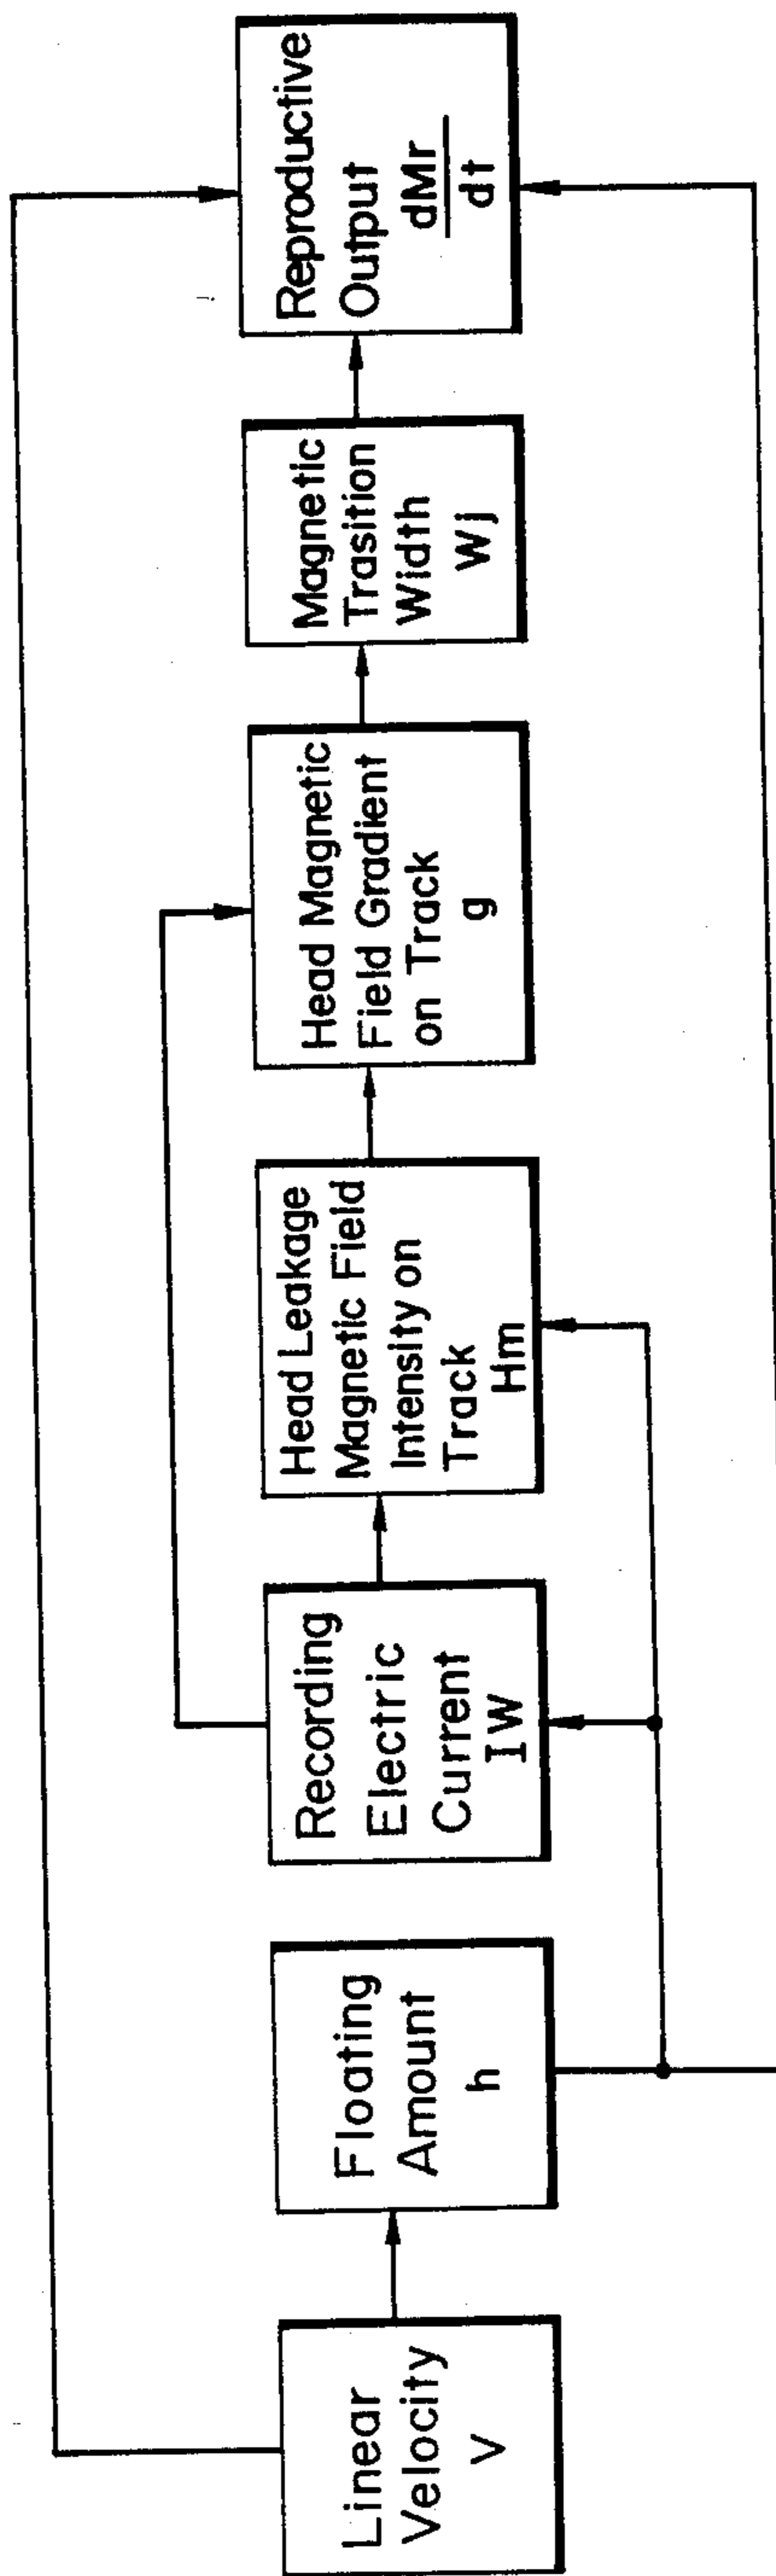 Linear
Velocity
V
Floating
Amount
h
Recording
Electric
Current
IW
Head Leakage
Magnetic Field
Intensity on
Track
Hm
Head Magnetic
Field Gradient
on Track
g
Magnetic
Trasition
Width
Wj
Reproductive
Output
dMr
dt